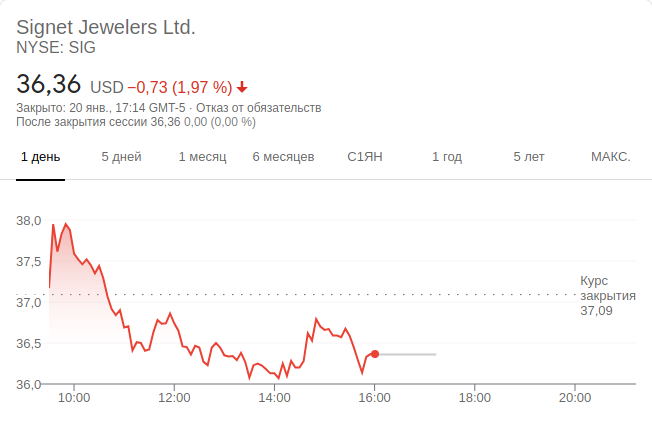 Signet Jewelers Ltd.
NYSE: SIG
36,36 USD −0,73 (1,97 %)
Закрыто: 20 янв., 17:14 GMT-5 · Отказ от обязательств
После закрытия сессии 36,36 0,00 (0,00 %)
1 день 5 дней 1 месяц 6 месяцев С1ЯН 1 год 5 лет МАКС.
38,0
37,5
37,0
36,5
36,0
Курс
закрытия
37,09
10:00 12:00 14:00 16:00 18:00 20:00